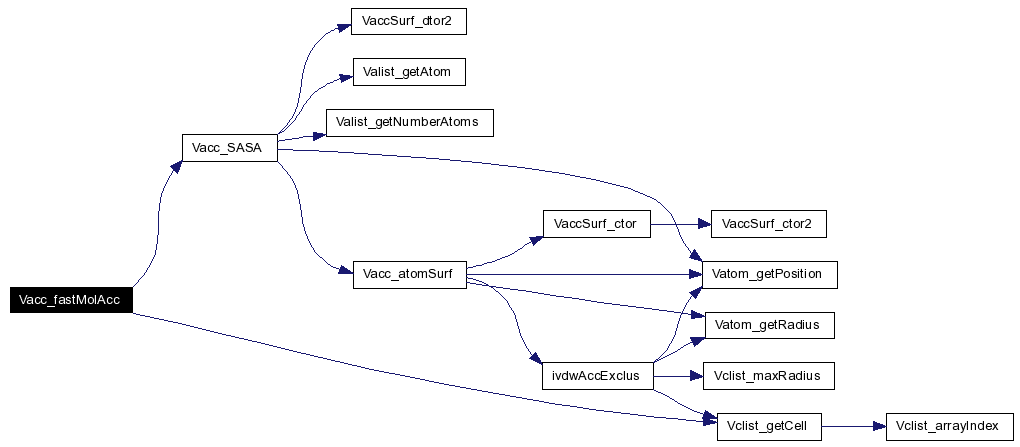 VaccSurf_dtor2
Valist_getAtom
Valist_getNumberAtoms
Vacc_SASA
VaccSurf_ctor
VaccSurf_ctor2
Vacc_atomSurf
Vatom_getPosition
Vacc_fastMolAcc
Vatom_getRadius
ivdwAccExclus
Vclist_maxRadius
Vclist_getCell
Vclist_arrayIndex